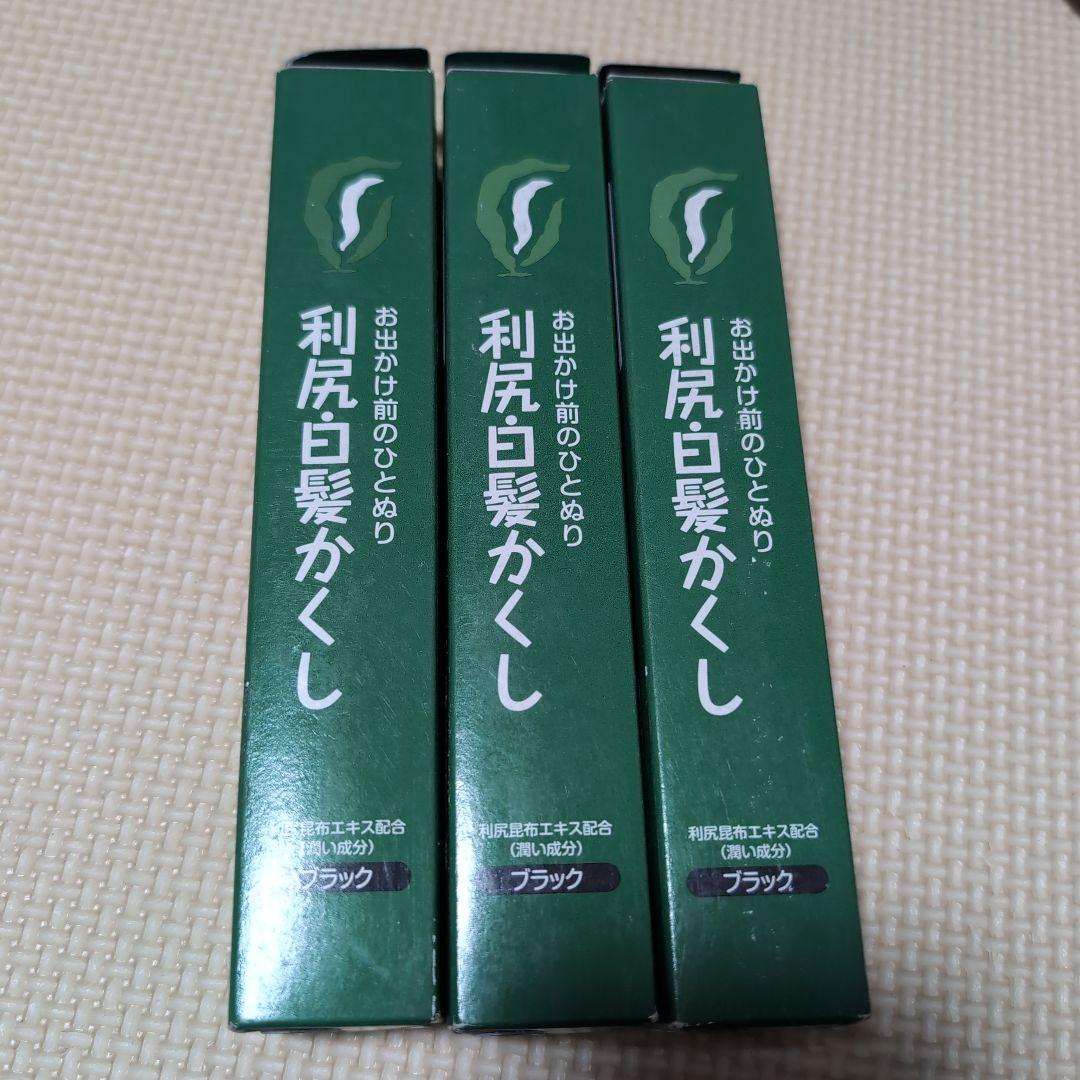 お出かけ前のひとぬり
利尻・白髪かくし
尻昆布エキス配合
(潤い成分)
ブラック
お出かけ前のひとぬり
利尻・白髪かくし
利尻昆布エキス配合
(潤い成分)
ブラック
お出かけ前のひとぬり
利尻・白髪かくし
利尻昆布エキス配合
(潤い成分)
ブラック